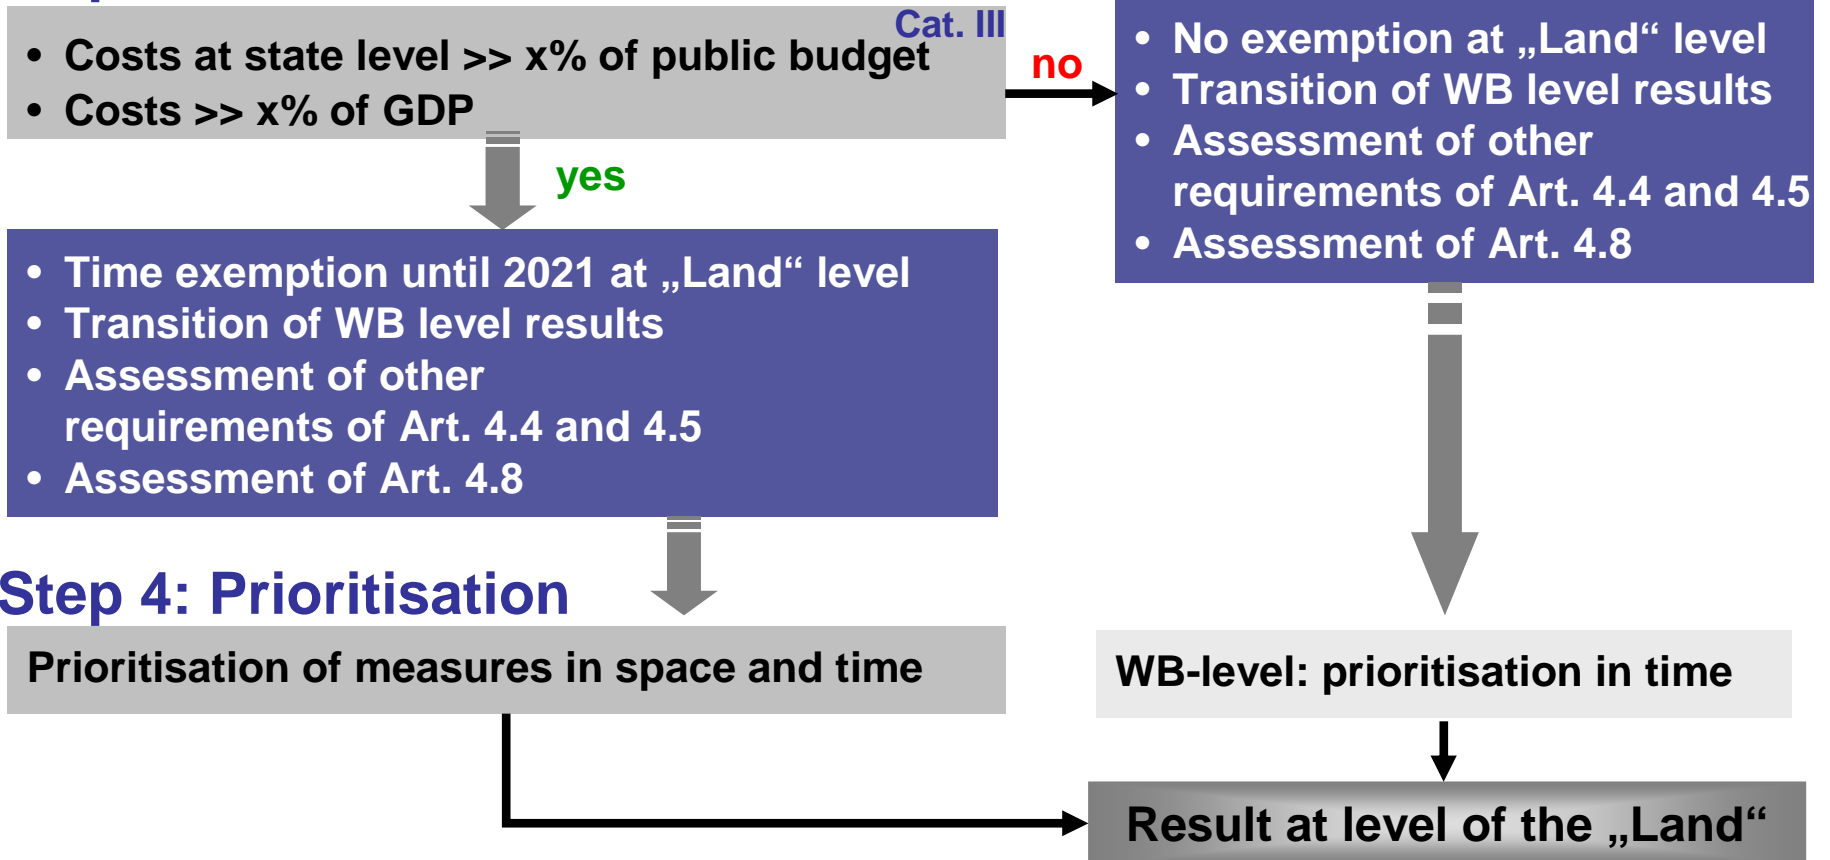 Cat. III
• Costs at state level >> x% of public budget
• Costs >> x% of GDP
no
• No exemption at „Land“ level
• Transition of WB level results
• Assessment of other
requirements of Art. 4.4 and 4.5
• Assessment of Art. 4.8
yes
• Time exemption until 2021 at „Land“ level
• Transition of WB level results
• Assessment of other
requirements of Art. 4.4 and 4.5
• Assessment of Art. 4.8
Step 4: Prioritisation
Prioritisation of measures in space and time
WB-level: prioritisation in time
Result at level of the „Land“